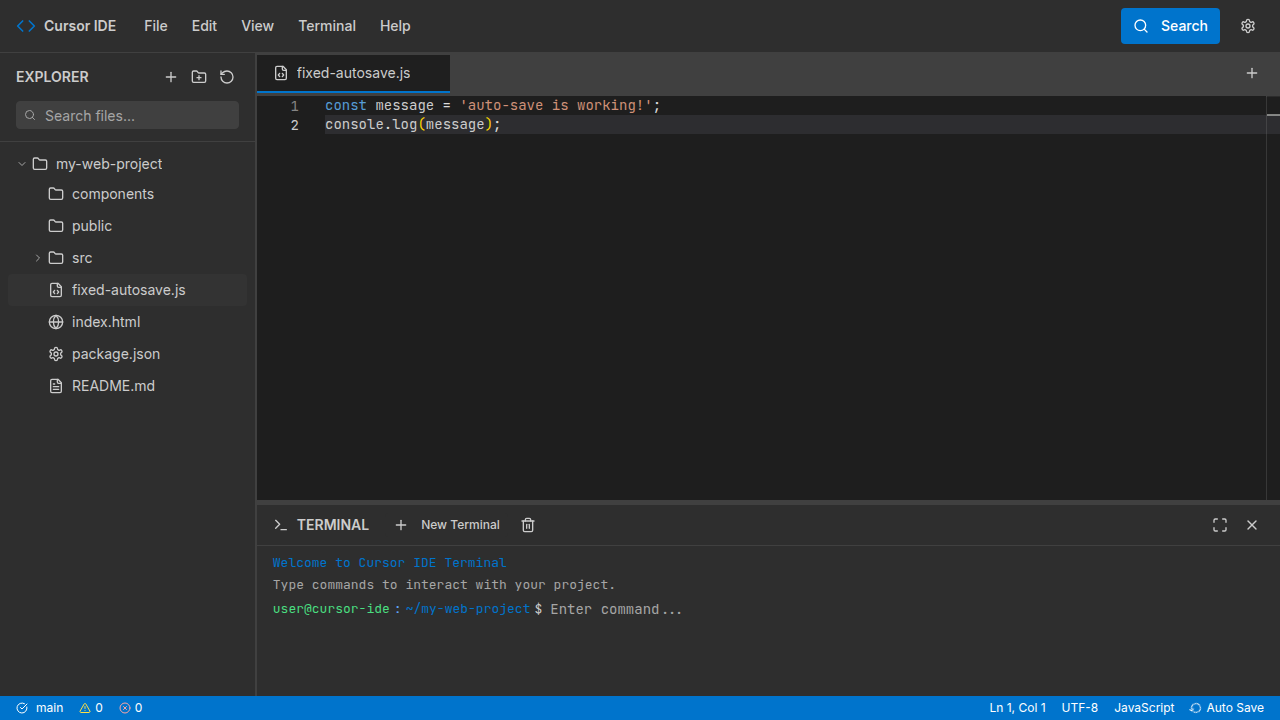 Cursor IDE File Edit View Terminal Help Search
EXPLORER
Search files...
my-web-project
components
public
src
fixed-autosave.js
index.html
package.json
README.md
fixed-autosave.js
1 const message = 'auto-save is working!';
2 console.log(message);
TERMINAL New Terminal
Welcome to Cursor IDE Terminal
Type commands to interact with your project.
user@cursor-ide:~/my-web-project$ Enter command...
main 0 0 Ln 1, Col 1 UTF-8 JavaScript Auto Save